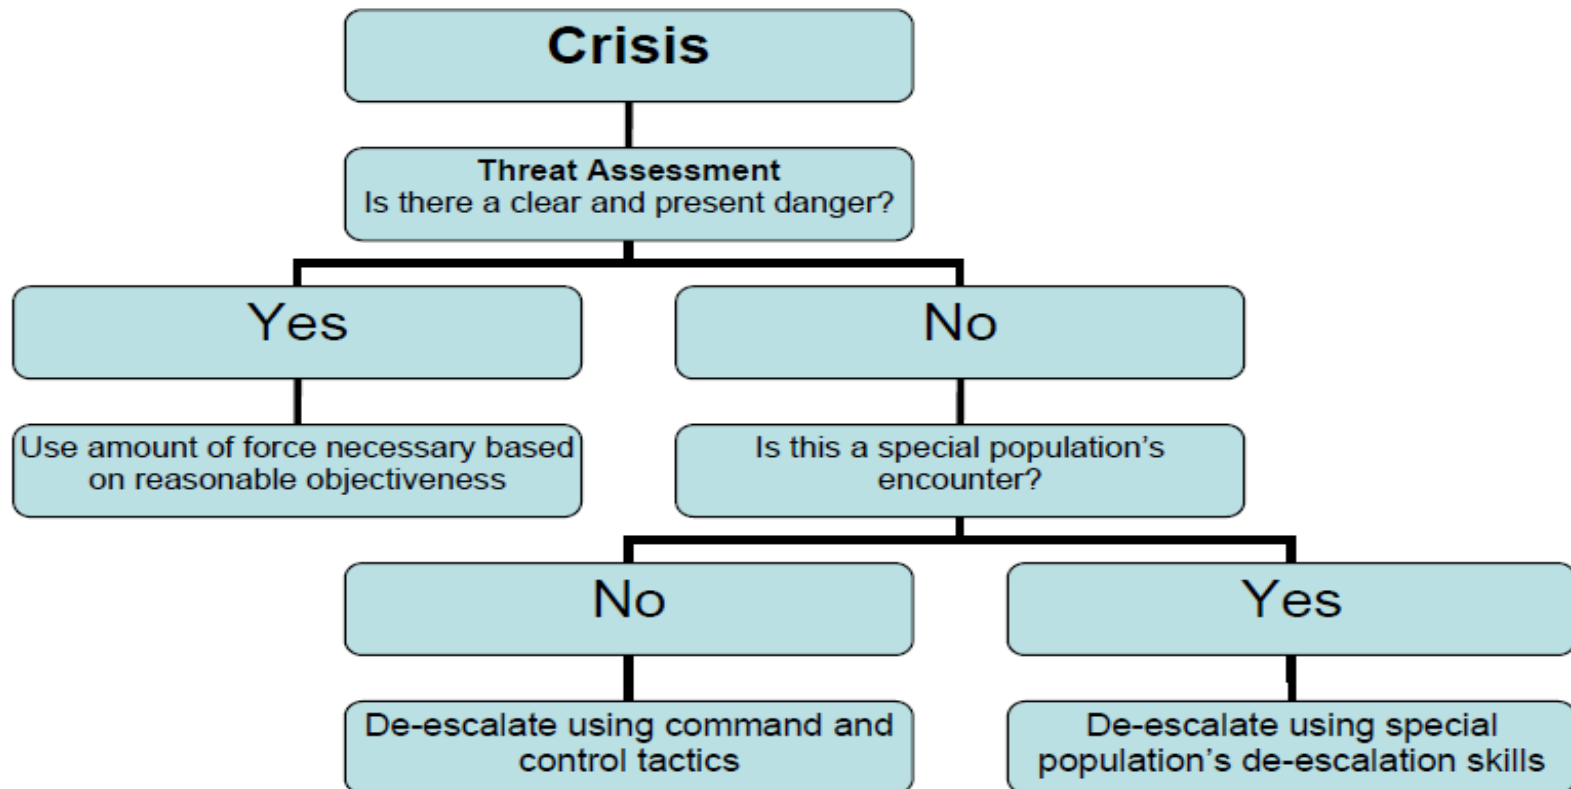 Crisis
Threat Assessment
Is there a clear and present danger?
Yes
No
Use amount of force necessary based
on reasonable objectiveness
Is this a special population’s
encounter?
No
Yes
De-escalate using command and
control tactics
De-escalate using special
population’s de-escalation skills